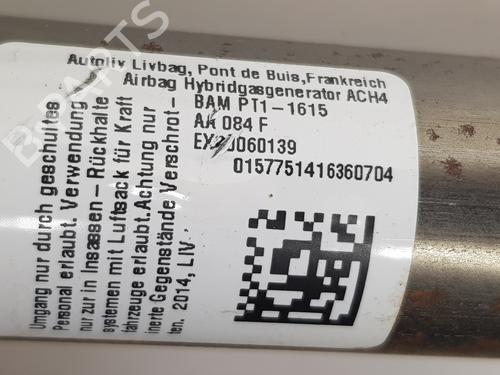 Autoliv Livbag, Pont de Buis,Frankreich
Airbag Hybridgasgenerator ACH4
BAM PT1-1615
AA 084 F
0157751416360704
Umgang nur durch geschultes
Personal erlaubt. Verwendung
nur zur in Insassen-Rückhalte
systemen mit Luftsack für Kraft
fahrzeuge erlaubt.Achtung nur
inerte Gegenstände Verschrot-
ten. 2014, LIV.